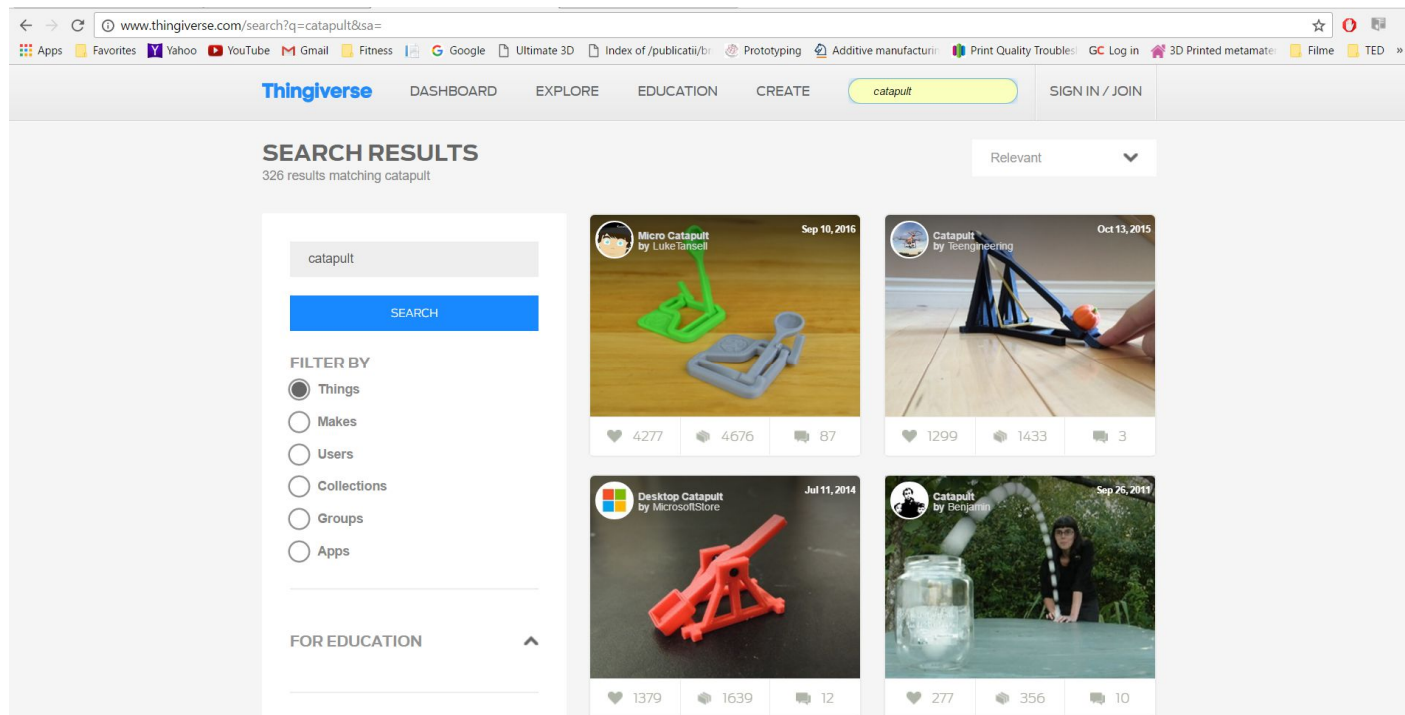 www.thingiverse.com/search?q=catapult&sa=
Apps Favorites Yahoo YouTube Gmail Fitness Google Ultimate 3D Index of /publicatii/br Prototyping Additive manufacturin Print Quality Troubles GC Log in 3D Printed metamate Filme TED »
Thingiverse DASHBOARD EXPLORE EDUCATION CREATE catapult SIGN IN / JOIN
SEARCH RESULTS
326 results matching catapult
Relevant
catapult
SEARCH
FILTER BY
Things
Makes
Users
Collections
Groups
Apps
FOR EDUCATION
Micro Catapult
by LukeTansell
Sep 10, 2016
4277 4676 87
Catapult
by Teengineering
Oct 13, 2015
1299 1433 3
Desktop Catapult
by MicrosoftStore
Jul 11, 2014
1379 1639 12
Catapult
by Benjamin
Sep 26, 2011
277 356 10